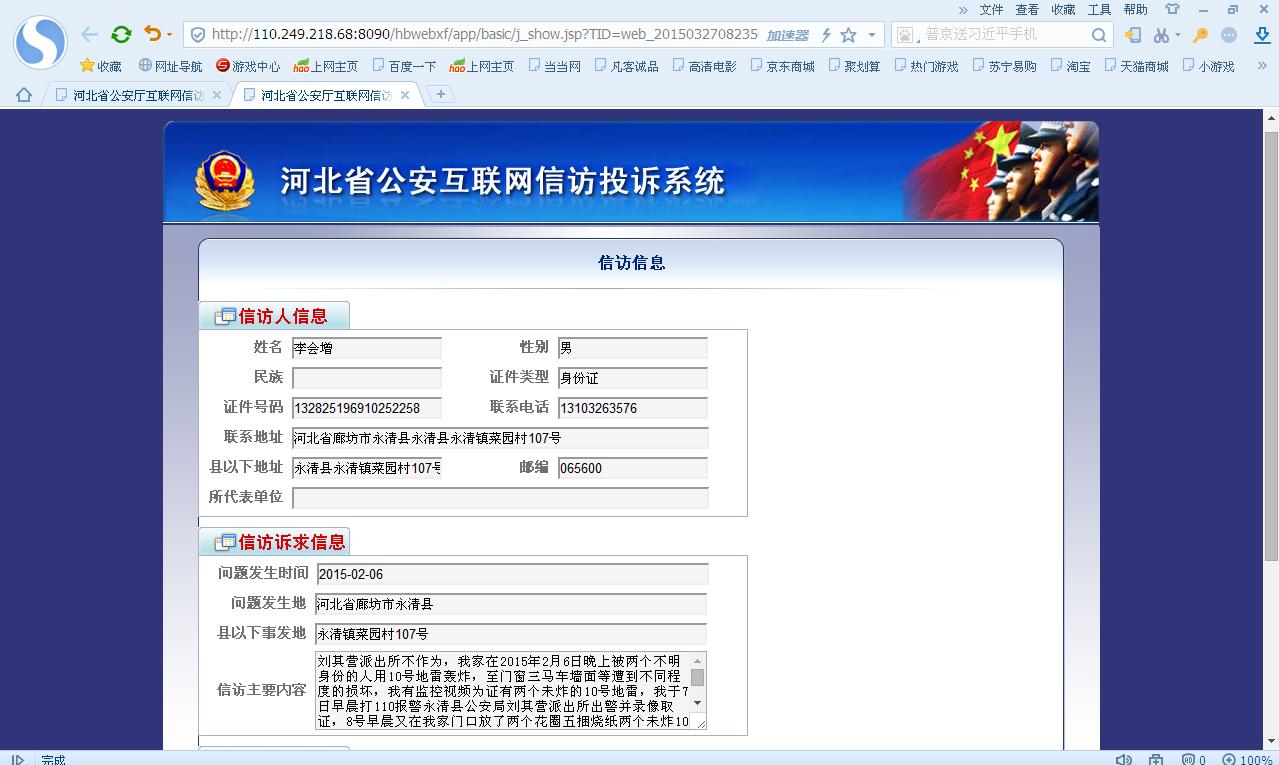 » 文件 查看 收藏 工具 帮助
http://110.249.218.68:8090/hbwebxf/app/basic/j_show.jsp?TID=web_2015032708235 加速器 普京送习近平手机
收藏 网址导航 游戏中心 hao上网主页 百度一下 hao上网主页 当当网 凡客诚品 高清电影 京东商城 聚划算 热门游戏 苏宁易购 淘宝 天猫商城 小游戏 »
河北省公安厅互联网信访 × 河北省公安厅互联网信访 × +
河北省公安互联网信访投诉系统
信访信息
信访人信息
姓名 李会增 性别 男
民族 证件类型 身份证
证件号码 132825196910252258 联系电话 13103263576
联系地址 河北省廊坊市永清县永清县永清镇菜园村107号
县以下地址 永清县永清镇菜园村107号 邮编 065600
所代表单位
信访诉求信息
问题发生时间 2015-02-06
问题发生地 河北省廊坊市永清县
县以下事发地 永清镇菜园村107号
信访主要内容 刘其营派出所不作为，我家在2015年2月6日晚上被两个不明
身份的人用10号地雷轰炸，至门窗三马车墙面等遭到不同程
度的损坏，我有监控视频为证有两个未炸的10号地雷，我于7
日早晨打110报警永清县公安局刘其营派出所出警并录像取
证，8号早晨又在我家门口放了两个花圈五捆烧纸两个未炸10
完成 0 100%